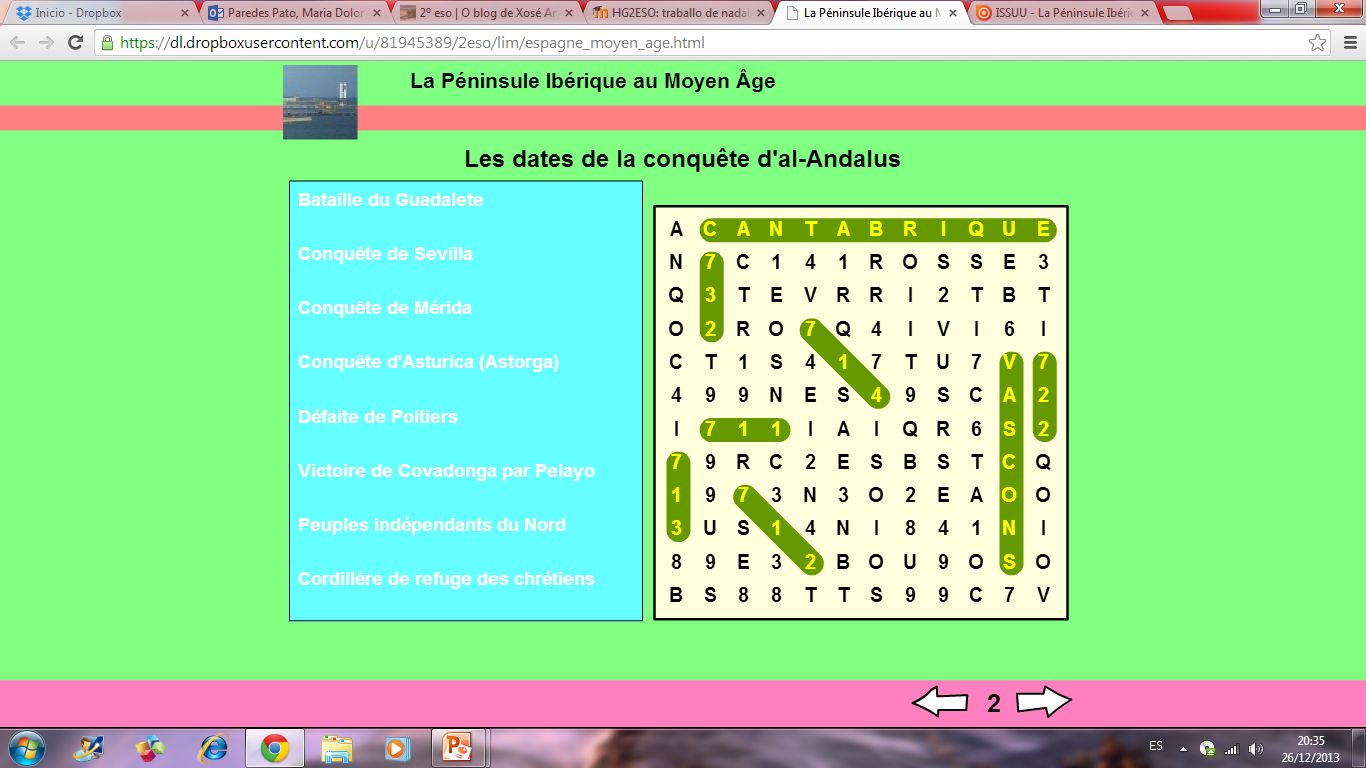 Inicio - Dropbox
Paredes Pato, Maria Dolor
2º eso | O blog de Xosé An
HG2ESO: traballo de nadal
La Péninsule Ibérique au M
ISSUU - La Péninsule Ibéri
https://dl.dropboxusercontent.com/u/81945389/2eso/lim/espagne_moyen_age.html
La Péninsule Ibérique au Moyen Âge
Les dates de la conquête d'al-Andalus
Bataille du Guadalete
Conquête de Sevilla
Conquête de Mérida
Conquête d'Asturica (Astorga)
Défaite de Poitiers
Victoire de Covadonga par Pelayo
Peuples indépendants du Nord
Cordillère de refuge des chrétiens
A C A N T A B R I Q U E
N 7 C 1 4 1 R O S S E 3
Q 3 T E V R R I 2 T B T
O 2 R O 7 Q 4 I V I 6 I
C T 1 S 4 1 7 T U 7 V 7
4 9 9 N E S 4 9 S C A 2
I 7 1 1 I A I Q R 6 S 2
7 9 R C 2 E S B S T C Q
1 9 7 3 N 3 O 2 E A O O
3 U S 1 4 N I 8 4 1 N I
8 9 E 3 2 B O U 9 O S O
B S 8 8 T T S 9 9 C 7 V
2
ES
20:35
26/12/2013